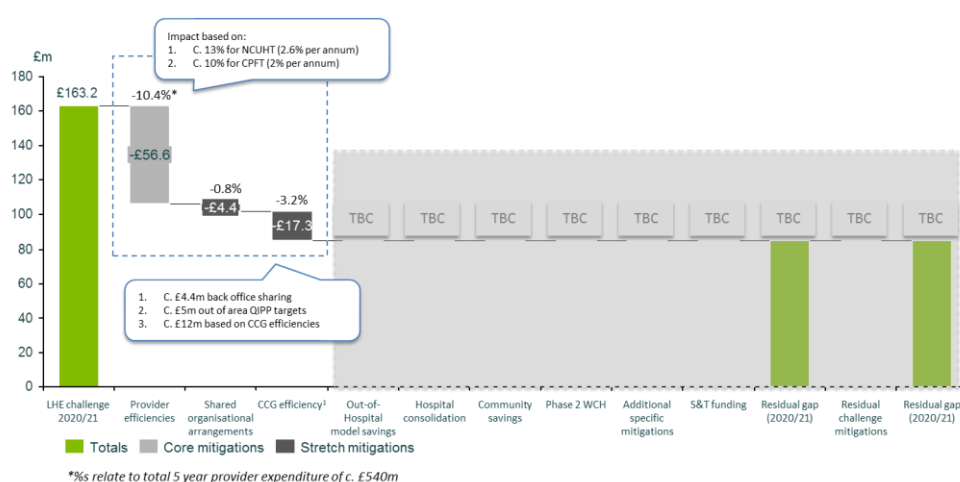 Impact based on:
1. C. 13% for NCUHT (2.6% per annum)
2. C. 10% for CPFT (2% per annum)
£m
180
160
140
120
100
80
60
40
20
0
£163.2
-10.4%*
-£56.6
-0.8%
-£4.4
-3.2%
-£17.3
TBC TBC TBC TBC TBC TBC TBC TBC TBC
1. C. £4.4m back office sharing
2. C. £5m out of area QIPP targets
3. C. £12m based on CCG efficiencies
LHE challenge
2020/21
Provider
efficiencies
Shared
organisational
arrangements
CCG efficiency¹
Out-of-
Hospital
model savings
Hospital
consolidation
Community
savings
Phase 2 WCH
Additional
specific
mitigations
S&T funding
Residual gap
(2020/21)
Residual
challenge
mitigations
Residual gap
(2020/21)
Totals Core mitigations Stretch mitigations
*%s relate to total 5 year provider expenditure of c. £540m